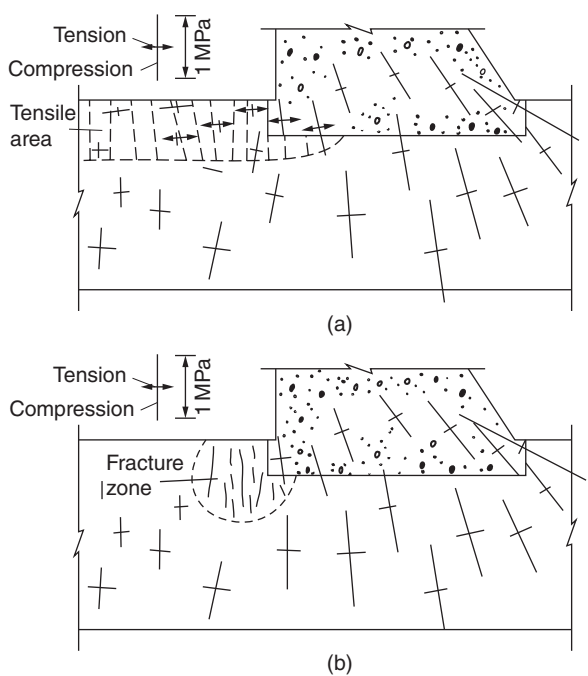 Tension
Compression
1 MPa
Tensile
area
(a)
Tension
Compression
1 MPa
Fracture
zone
(b)